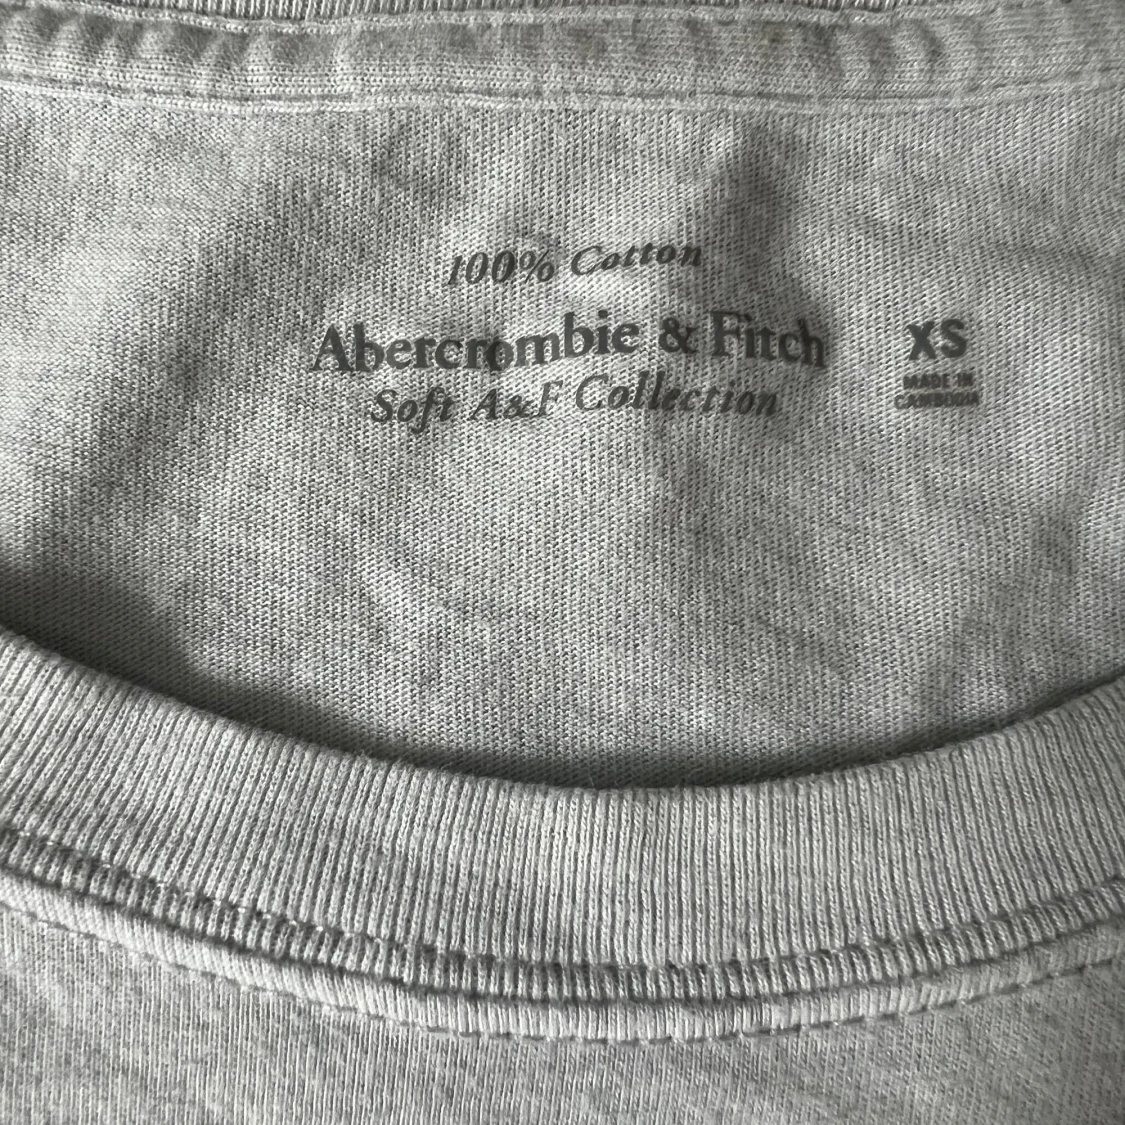 100% Cotton
Abercrombie & Fitch
Soft A&F Collection
XS
MADE IN
CAMBODIA